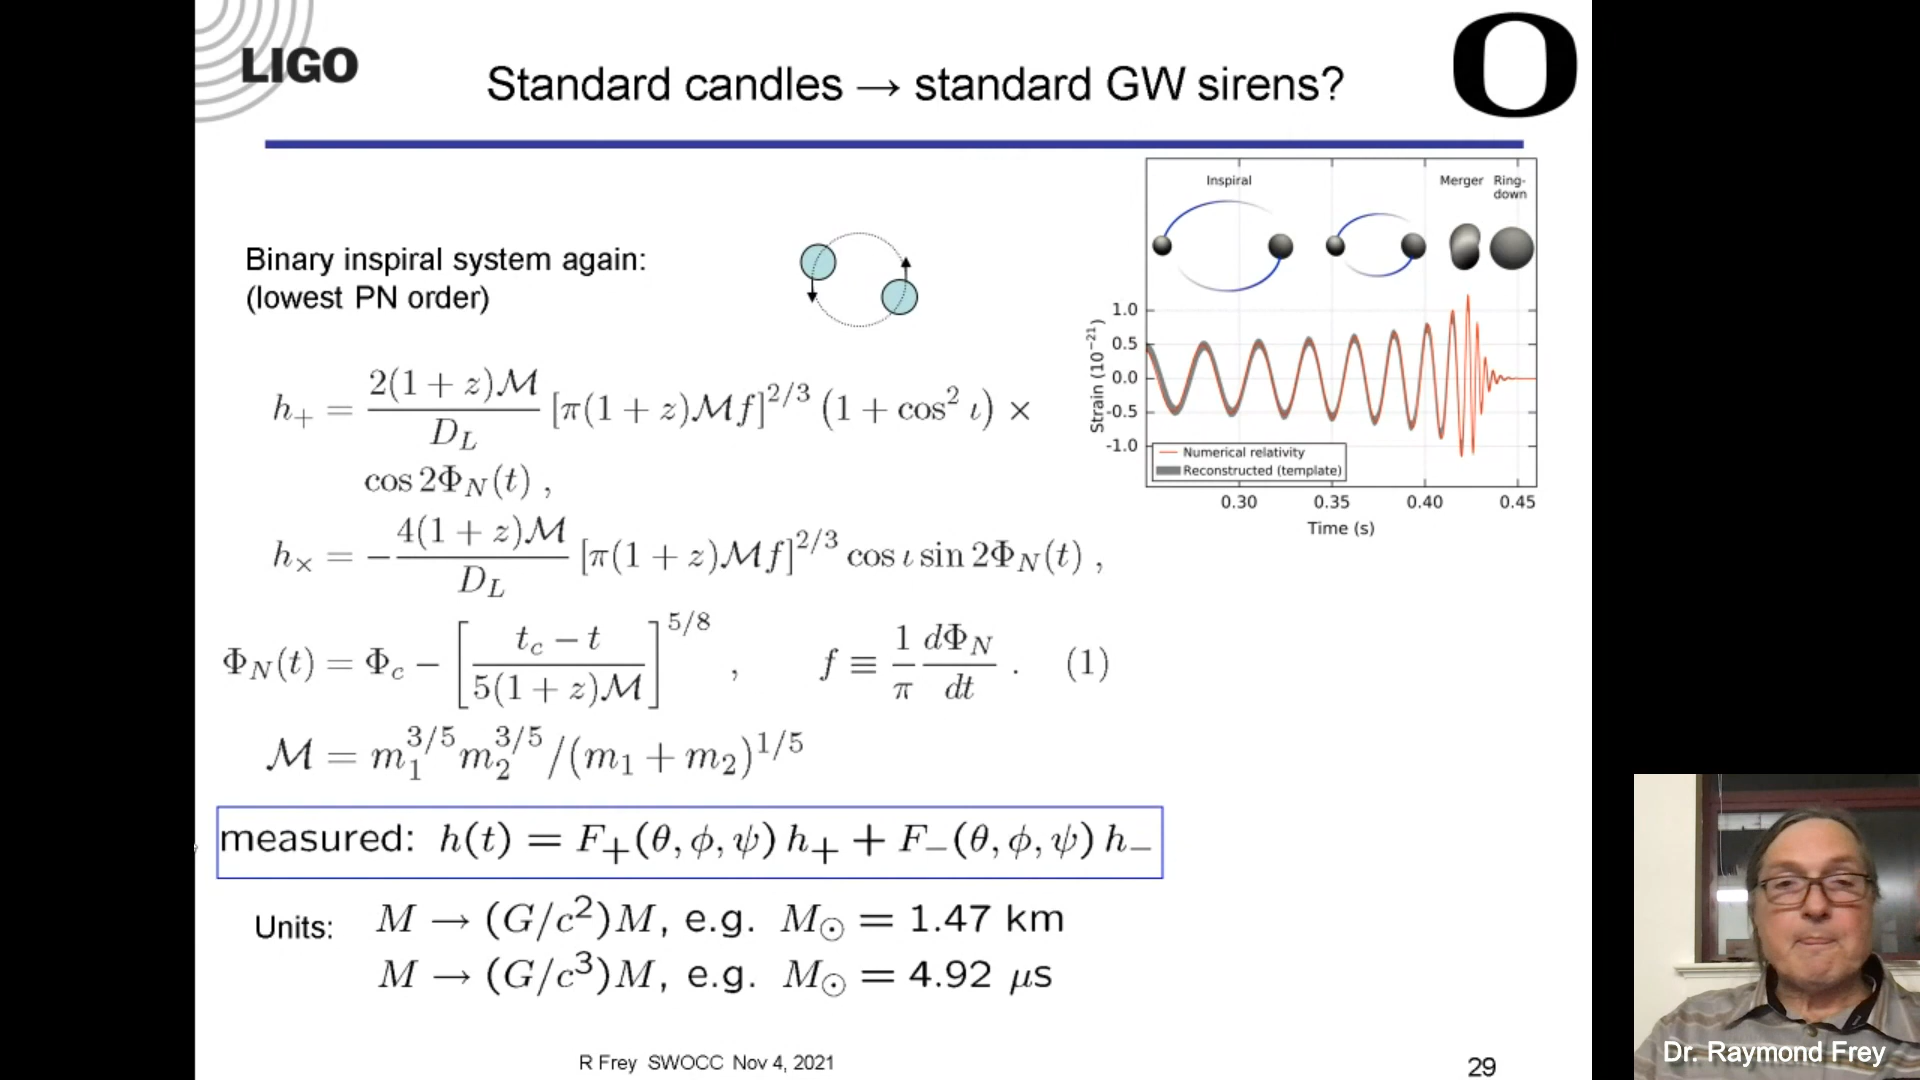 LIGO
Standard candles → standard GW sirens?
O
Binary inspiral system again:
(lowest PN order)
h₊ = 2(1 + z)ℳ / D_L [π(1 + z)ℳf]^{2/3} (1 + cos² ι) ×
cos 2Φ_N(t) ,
h_× = −4(1 + z)ℳ / D_L [π(1 + z)ℳf]^{2/3} cos ι sin 2Φ_N(t) ,
Φ_N(t) = Φ_c − [t_c − t / 5(1 + z)ℳ]^{5/8} , f ≡ 1/π dΦ_N/dt . (1)
ℳ = m₁^{3/5} m₂^{3/5}/(m₁ + m₂)^{1/5}
measured: h(t) = F₊(θ, ϕ, ψ) h₊ + F₋(θ, ϕ, ψ) h₋
Units: M → (G/c²)M, e.g. M⊙ = 1.47 km
M → (G/c³)M, e.g. M⊙ = 4.92 μs
Inspiral Merger Ring-
down
Strain (10⁻²¹)
1.0
0.5
0.0
-0.5
-1.0
Numerical relativity
Reconstructed (template)
0.30 0.35 0.40 0.45
Time (s)
R Frey SWOCC Nov 4, 2021
29
Dr. Raymond Frey